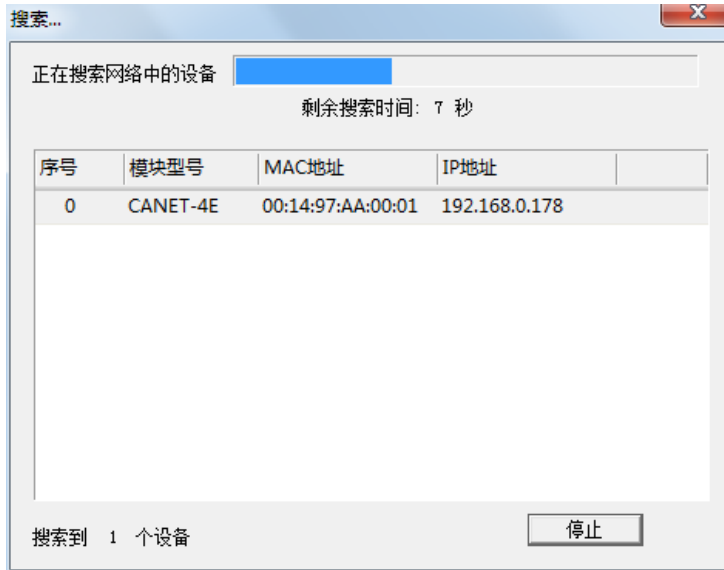 搜索...
正在搜索网络中的设备
剩余搜索时间: 7 秒
序号 模块型号 MAC地址 IP地址
0 CANET-4E 00:14:97:AA:00:01 192.168.0.178
搜索到 1 个设备 停止